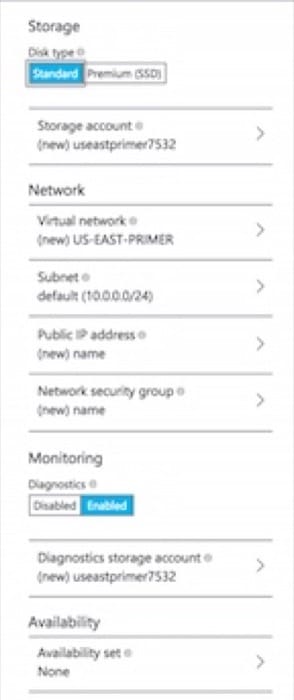 Storage
Disk type
Standard Premium (SSD)
Storage account
(new) useastprimer7532
Network
Virtual network
(new) US-EAST-PRIMER
Subnet
default (10.0.0.0/24)
Public IP address
(new) name
Network security group
(new) name
Monitoring
Diagnostics
Disabled Enabled
Diagnostics storage account
(new) useastprimer7532
Availability
Availability set
None